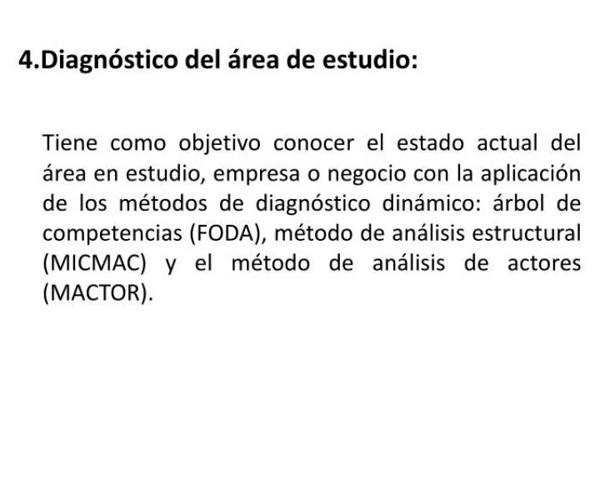 4.Diagnóstico del área de estudio:
Tiene como objetivo conocer el estado actual del
área en estudio, empresa o negocio con la aplicación
de los métodos de diagnóstico dinámico: árbol de
competencias (FODA), método de análisis estructural
(MICMAC) y el método de análisis de actores
(MACTOR).